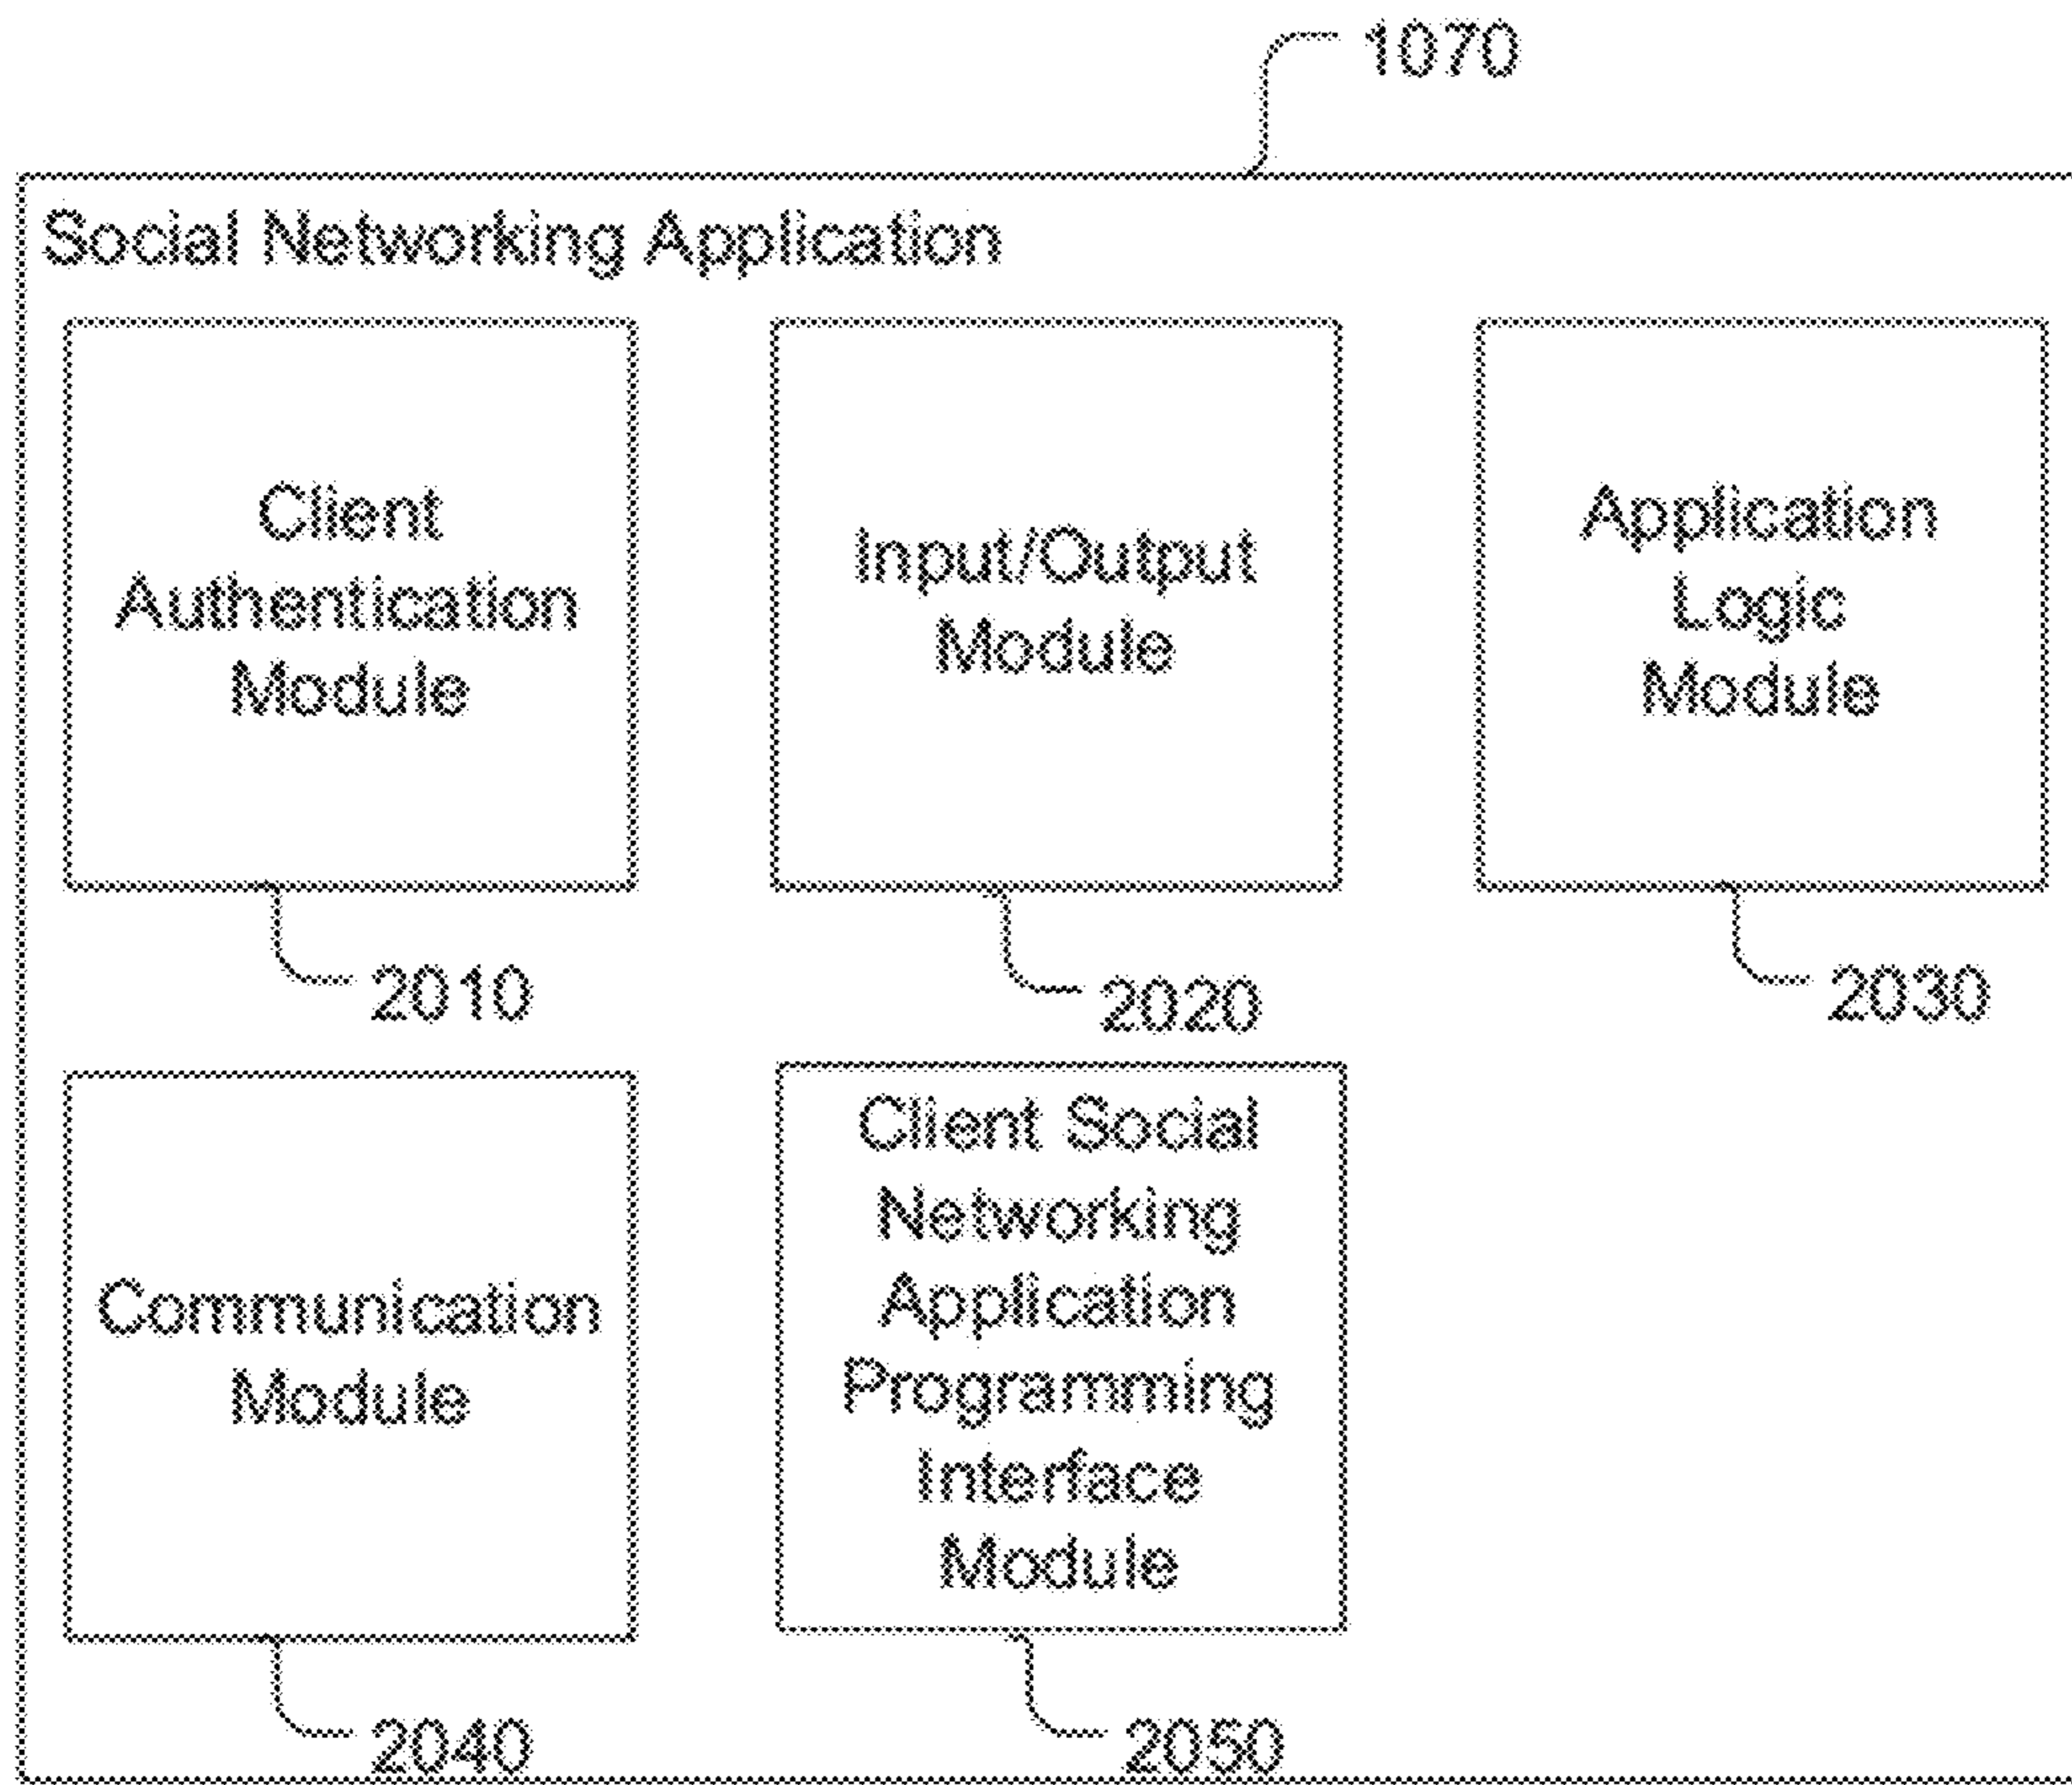 1070
Social Networking Application
Client
Authentication
Module
2010
Input/Output
Module
2020
Application
Logic
Module
2030
Communication
Module
2040
Client Social
Networking
Application
Programming
Interface
Module
2050